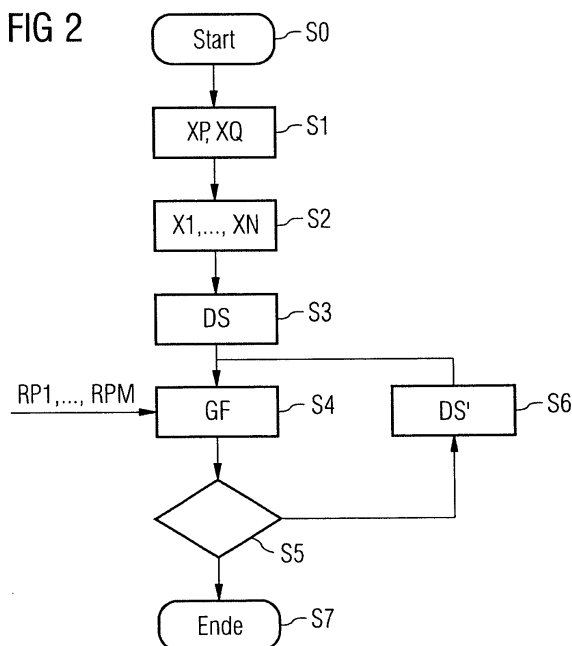 FIG 2
Start
S0
XP, XQ
S1
X1,..., XN
S2
DS
S3
RP1,..., RPM
GF
S4
DS'
S6
S5
Ende
S7